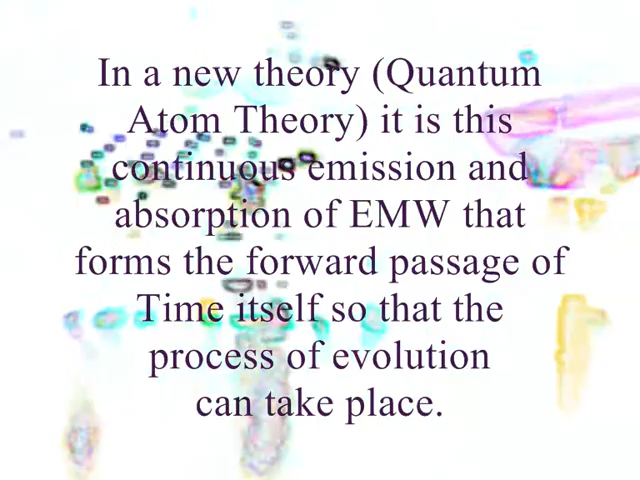 In a new theory (Quantum
Atom Theory) it is this
continuous emission and
absorption of EMW that
forms the forward passage of
Time itself so that the
process of evolution
can take place.